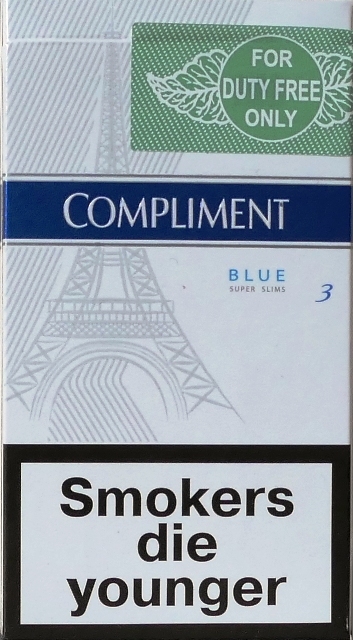 FOR
DUTY FREE
ONLY
COMPLIMENT
BLUE
SUPER SLIMS
3
Smokers
die
younger